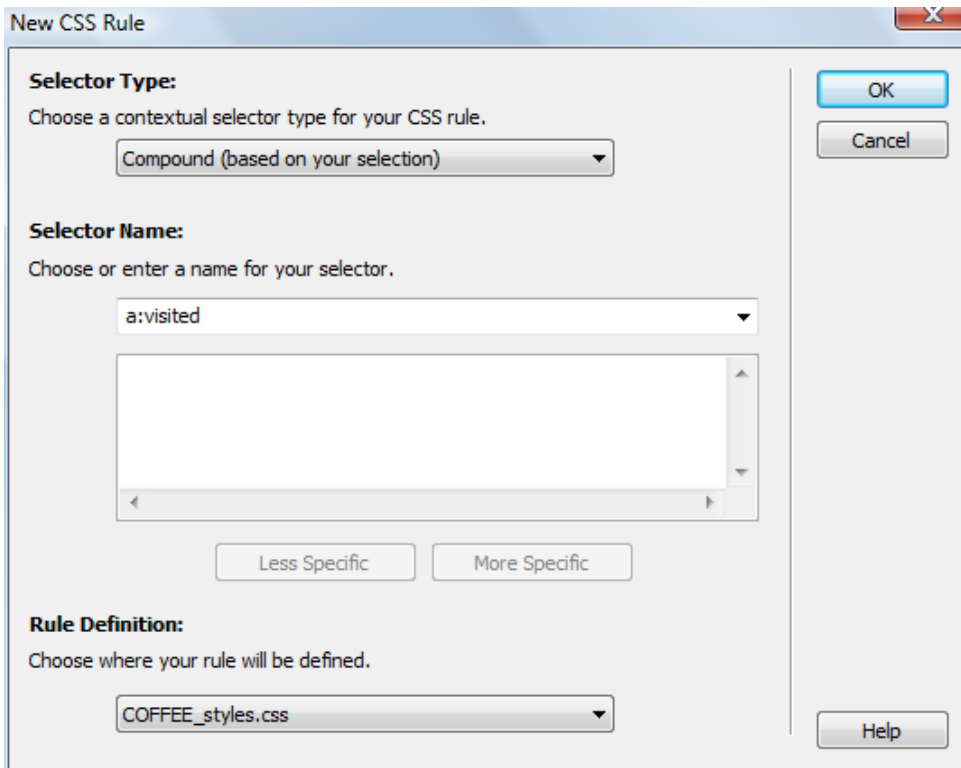 New CSS Rule
Selector Type:
Choose a contextual selector type for your CSS rule.
Compound (based on your selection)
Selector Name:
Choose or enter a name for your selector.
a:visited
Less Specific
More Specific
Rule Definition:
Choose where your rule will be defined.
COFFEE_styles.css
OK
Cancel
Help